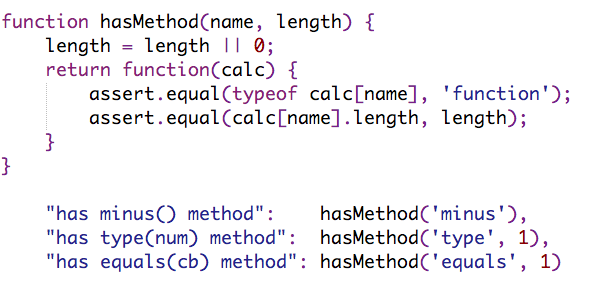 function hasMethod(name, length) {
    length = length || 0;
    return function(calc) {
        assert.equal(typeof calc[name], 'function');
        assert.equal(calc[name].length, length);
    }
}
    "has minus() method":    hasMethod('minus'),
    "has type(num) method":  hasMethod('type', 1),
    "has equals(cb) method": hasMethod('equals', 1)